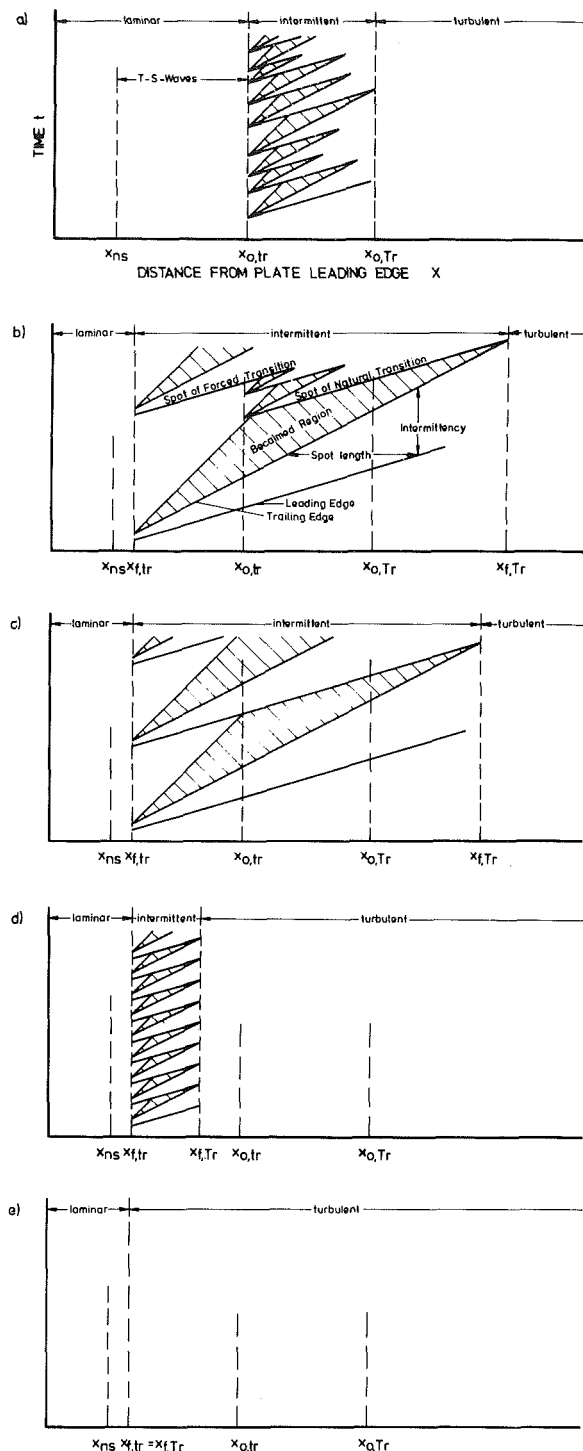 a)
laminar
intermittent
turbulent
T-S-Waves
TIME t
xns
xo,tr
xo,Tr
DISTANCE FROM PLATE LEADING EDGE X
b)
laminar
intermittent
turbulent
Spot of Forced Transition
Spot of Natural Transition
Becalmed Region
Intermittency
Spot length
Leading Edge
Trailing Edge
xns xf,tr
xo,tr
xo,Tr
xf,Tr
c)
laminar
intermittent
turbulent
xns xf,tr
xo,tr
xo,Tr
xf,Tr
d)
laminar
intermittent
turbulent
xns xf,tr
xf,Tr
xo,tr
xo,Tr
e)
laminar
turbulent
xns xf,tr = xf,Tr
xo,tr
xo,Tr